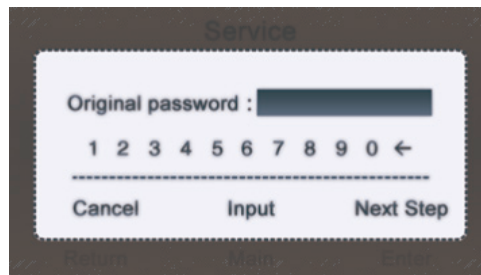 Service
Original password :
1 2 3 4 5 6 7 8 9 0 ←
Cancel Input Next Step
Return Main Enter